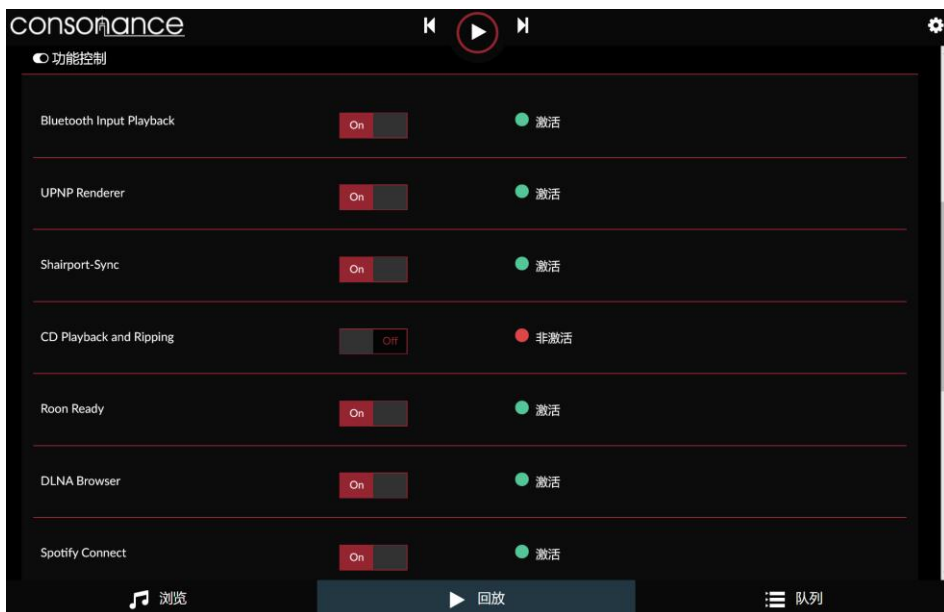 consonance
功能控制
Bluetooth Input Playback On 激活
UPNP Renderer On 激活
Shairport-Sync On 激活
CD Playback and Ripping Off 非激活
Roon Ready On 激活
DLNA Browser On 激活
Spotify Connect On 激活
浏览 回放 队列